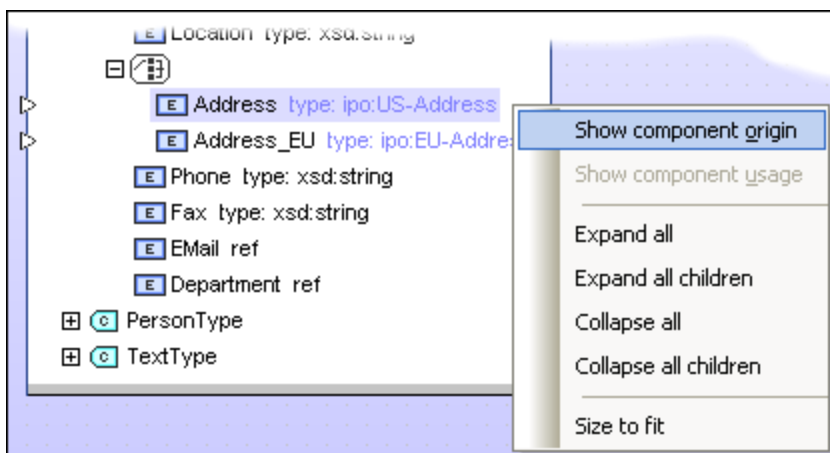 E Location type: xsd:string
E Address type: ipo:US-Address
E Address_EU type: ipo:EU-Addre
E Phone type: xsd:string
E Fax type: xsd:string
E EMail ref
E Department ref
C PersonType
C TextType
Show component origin
Show component usage
Expand all
Expand all children
Collapse all
Collapse all children
Size to fit